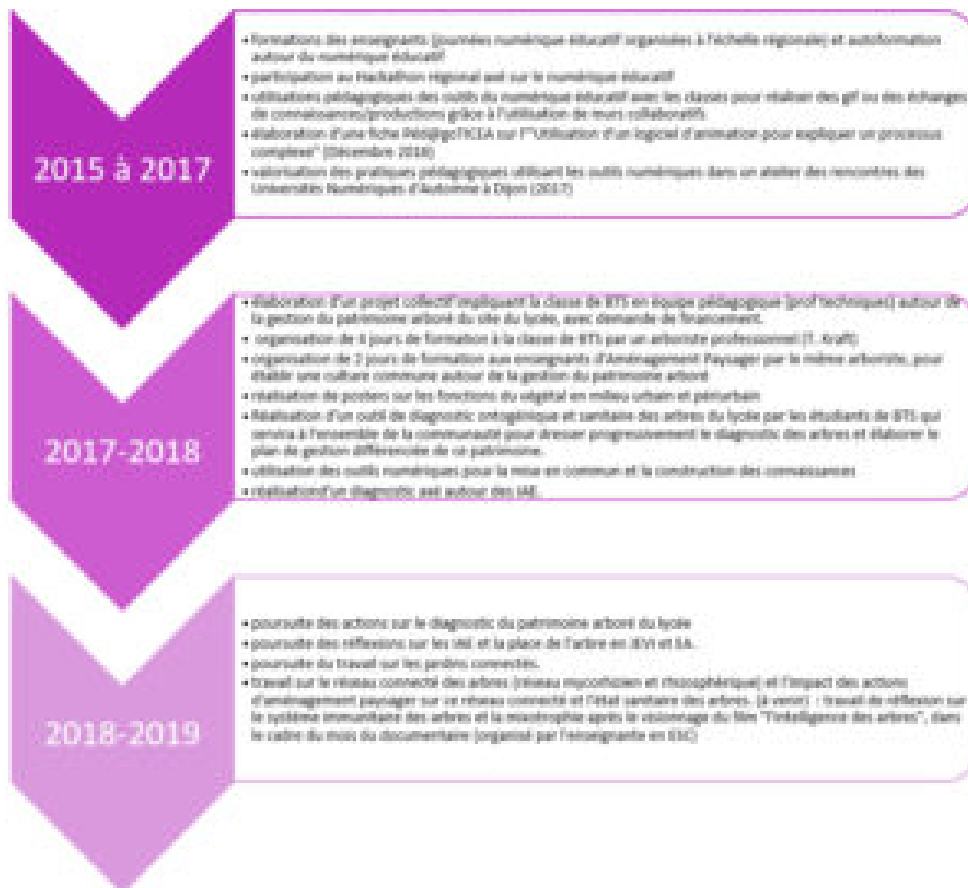 2015 à 2017
• formations des enseignants (journées numérique éducatif organisées à l'échelle régionale) et autoformation
autour du numérique éducatif
• participation au Hackathon régional axé sur le numérique éducatif
• utilisations pédagogiques des outils du numérique éducatif avec les classes pour réaliser des gif ou des échanges
de connaissances/productions grâce à l'utilisation de murs collaboratifs
• élaboration d'une fiche sur l'"Utilisation d'un logiciel d'animation pour expliquer un processus
complexe" (Décembre 2016)
• valorisation des pratiques pédagogiques utilisant les outils numériques dans un atelier des rencontres des
Universités Numériques d'Automne à Dijon (2017)
2017-2018
• élaboration d'un projet collectif impliquant la classe de BTS en équipe pédagogique (prof techniques) autour de
la gestion du patrimoine arboré du site du lycée, avec demande de financement.
• organisation de 4 jours de formation à la classe de BTS par un arboriste professionnel (T. Kraft)
• organisation de 2 jours de formation aux enseignants d'Aménagement Paysager par le même arboriste, pour
établir une culture commune autour de la gestion du patrimoine arboré
• réalisation de posters sur les fonctions du végétal en milieu urbain et périurbain
• Réalisation d'un outil de diagnostic ontogénique et sanitaire des arbres du lycée par les étudiants de BTS qui
servira à l'ensemble de la communauté pour dresser progressivement le diagnostic des arbres et élaborer le
plan de gestion différenciée de ce patrimoine.
• utilisation des outils numériques pour la mise en commun et la construction des connaissances
• réalisationd'un diagnostic axé autour des IAE.
2018-2019
• poursuite des actions sur le diagnostic du patrimoine arboré du lycée
• poursuite des réflexions sur les IAE et la place de l'arbre en JEVI et EA.
• poursuite du travail sur les jardins connectés.
• travail sur le réseau connecté des arbres (réseau mycorhizien et rhizosphérique) et l'impact des actions
d'aménagement paysager sur ce réseau connecté et l'état sanitaire des arbres. (à venir) : travail de réflexion sur
le système immunitaire des arbres et la mixotrophie après le visionnage du film "l'intelligence des arbres", dans
le cadre du mois du documentaire (organisé par l'enseignante en ESC)